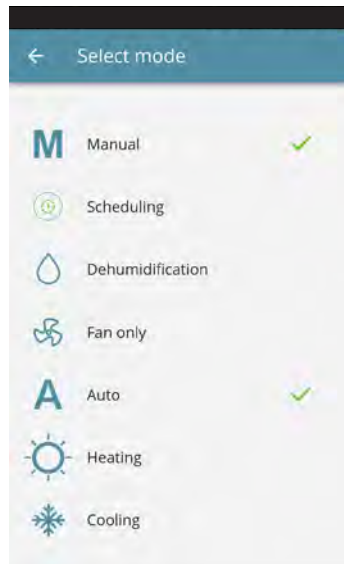 Select mode
M Manual
Scheduling
Dehumidification
Fan only
A Auto
Heating
Cooling